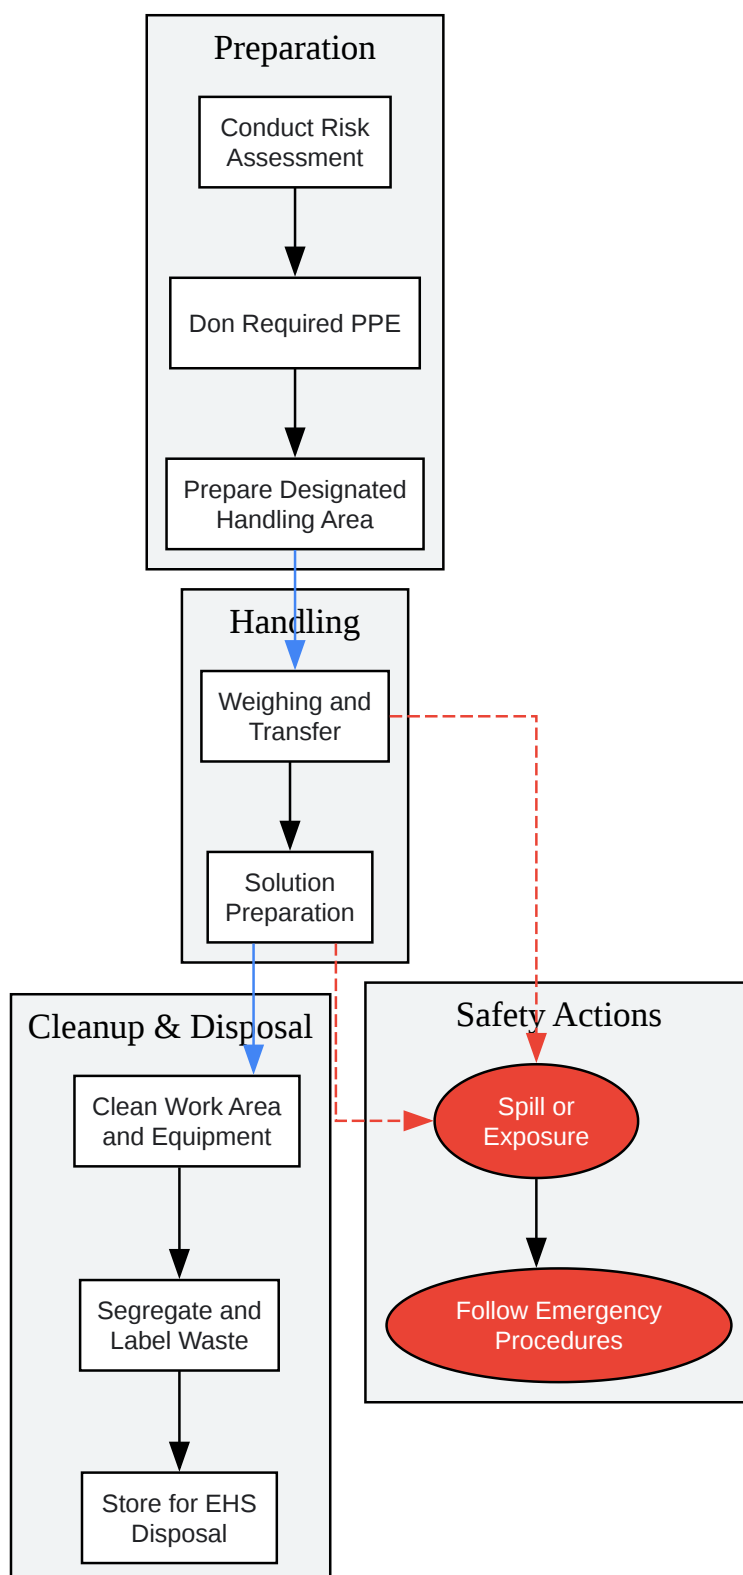 Preparation
Conduct Risk
Assessment
Don Required PPE
Prepare Designated
Handling Area
Handling
Weighing and
Transfer
Solution
Preparation
Cleanup & Disposal
Clean Work Area
and Equipment
Segregate and
Label Waste
Store for EHS
Disposal
Safety Actions
Spill or
Exposure
Follow Emergency
Procedures